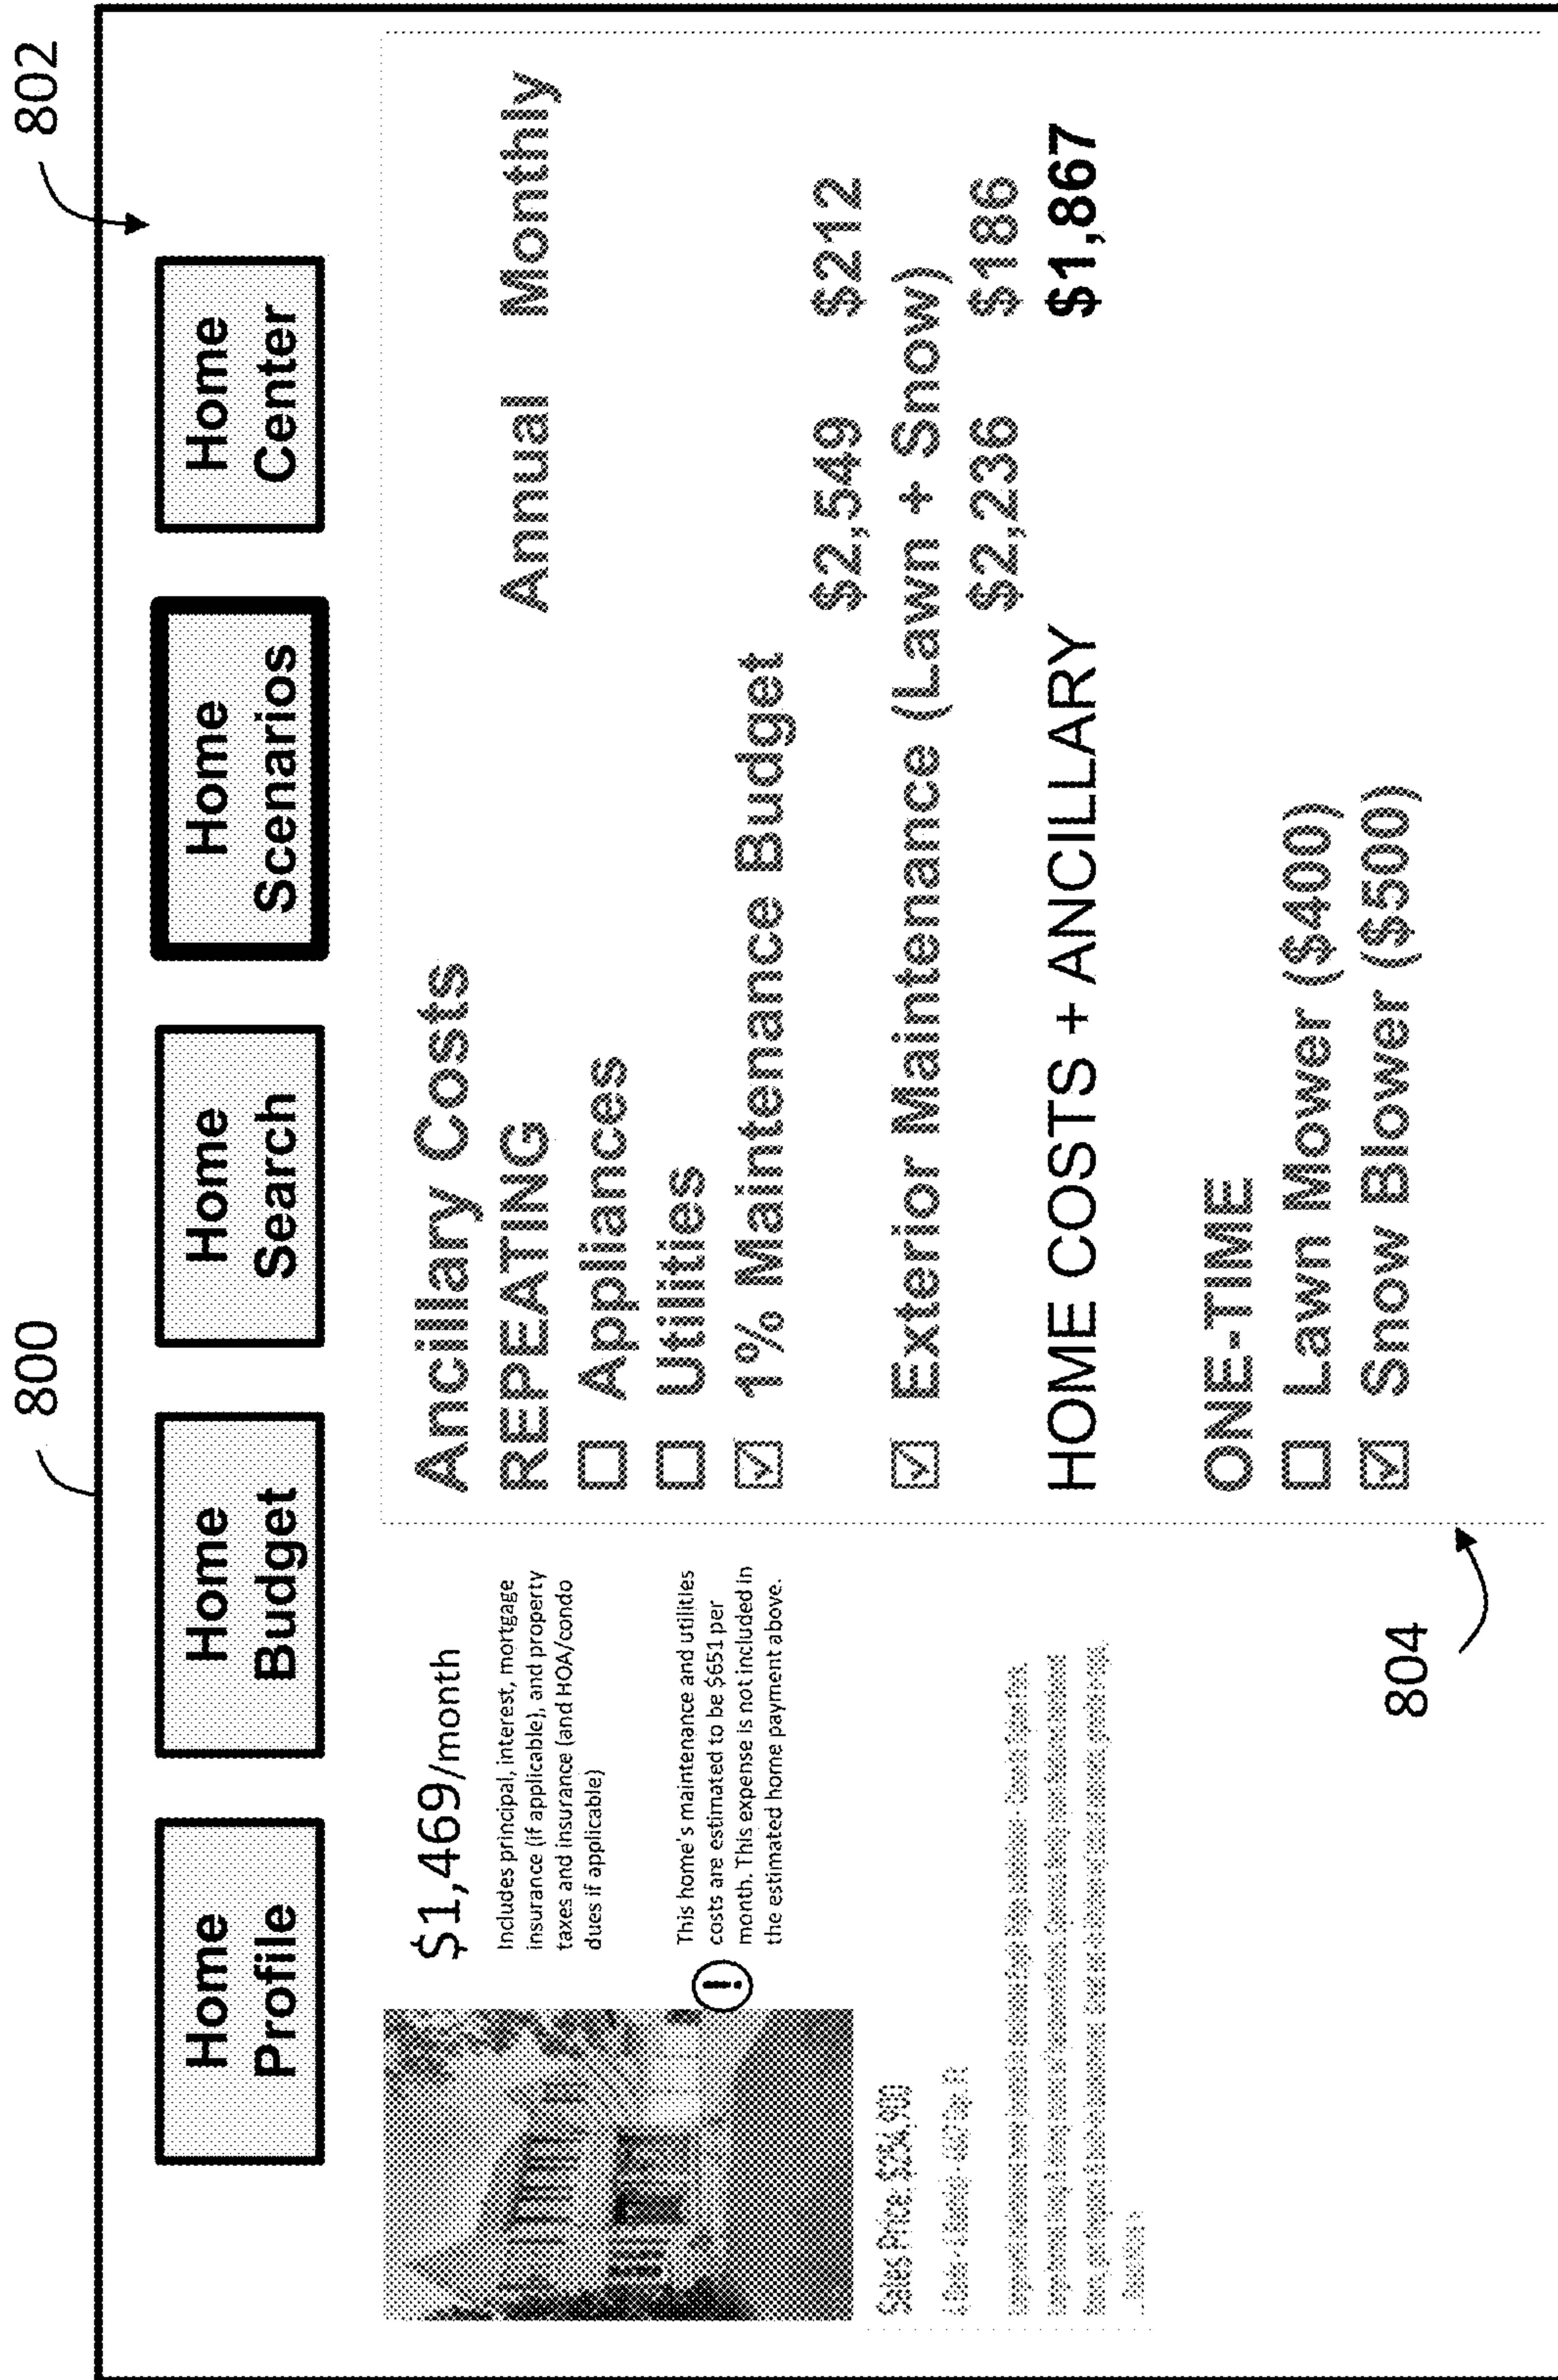 800
802
Home
Profile
Home
Budget
Home
Search
Home
Scenarios
Home
Center
$1,469/month
Includes principal, interest, mortgage
insurance (if applicable), and property
taxes and insurance (and HOA/condo
dues if applicable)
!
This home's maintenance and utilities
costs are estimated to be $651 per
month. This expense is not included in
the estimated home payment above.
Sales Price: $254,900
Ancillary Costs
REPEATING Annual Monthly
☐ Appliances
☐ Utilities
☑ 1% Maintenance Budget
$2,549 $212
☑ Exterior Maintenance (Lawn + Snow)
$2,236 $186
HOME COSTS + ANCILLARY $1,867
ONE-TIME
☐ Lawn Mower ($400)
☑ Snow Blower ($500)
804